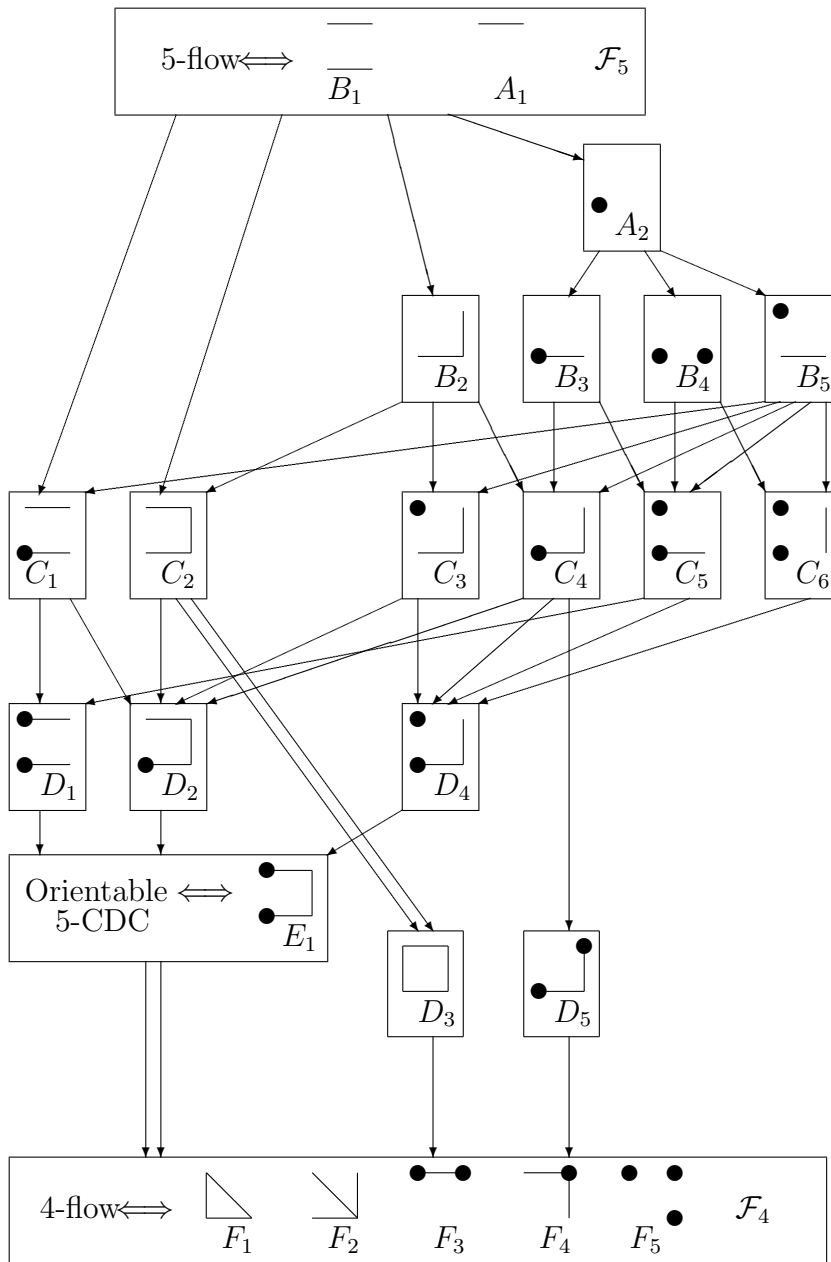 5-flow ⟺ B₁ A₁ 𝓕₅
A₂
B₂ B₃ B₄ B₅
C₁ C₂ C₃ C₄ C₅ C₆
D₁ D₂ D₄
Orientable ⟺
5-CDC E₁
D₃ D₅
4-flow ⟺ F₁ F₂ F₃ F₄ F₅ 𝓕₄